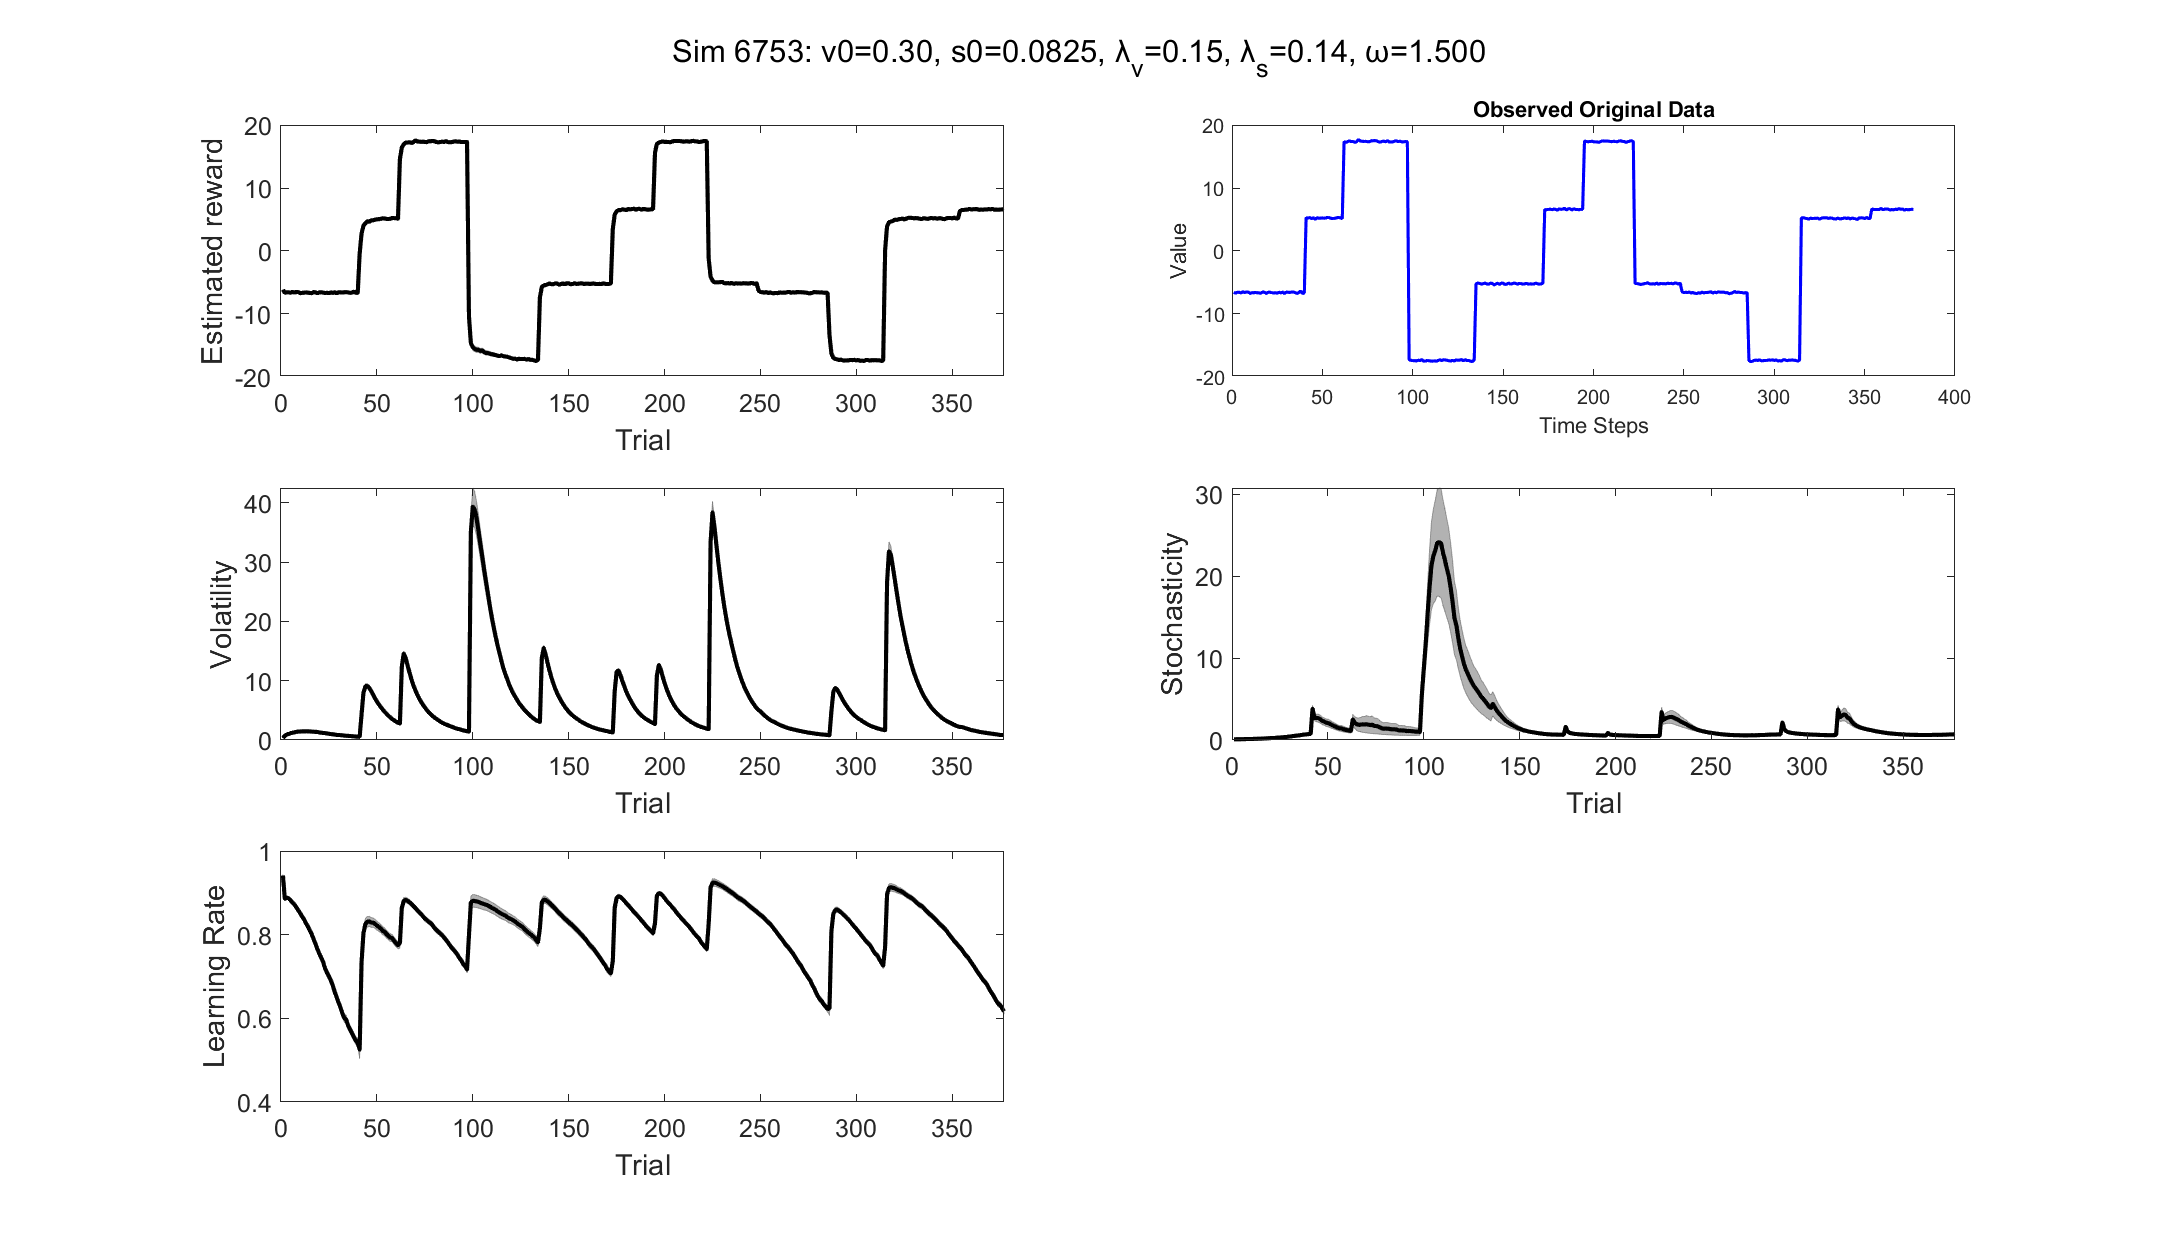 Sim 6753: v0=0.30, s0=0.0825, λv=0.15, λs=0.14, ω=1.500
20
10
0
-10
-20
Estimated reward
0 50 100 150 200 250 300 350
Trial
Observed Original Data
20
10
0
-10
-20
Value
0 50 100 150 200 250 300 350 400
Time Steps
40
30
20
10
0
Volatility
0 50 100 150 200 250 300 350
Trial
30
20
10
0
Stochasticity
0 50 100 150 200 250 300 350
Trial
1
0.8
0.6
0.4
Learning Rate
0 50 100 150 200 250 300 350
Trial